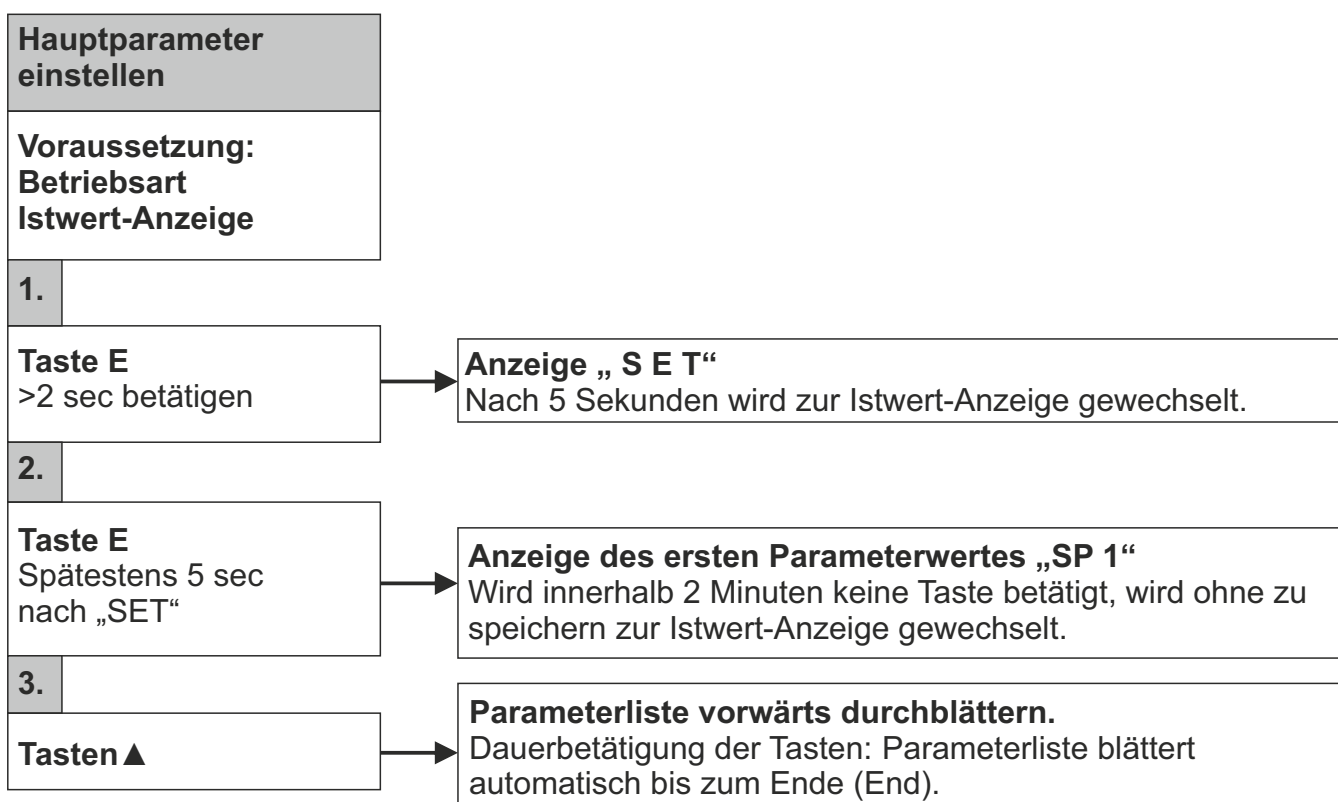 Hauptparameter
einstellen
Voraussetzung:
Betriebsart
Istwert-Anzeige
1.
Taste E
>2 sec betätigen
Anzeige „ S E T“
Nach 5 Sekunden wird zur Istwert-Anzeige gewechselt.
2.
Taste E
Spätestens 5 sec
nach „SET“
Anzeige des ersten Parameterwertes „SP 1“
Wird innerhalb 2 Minuten keine Taste betätigt, wird ohne zu
speichern zur Istwert-Anzeige gewechselt.
3.
Tasten▲
Parameterliste vorwärts durchblättern.
Dauerbetätigung der Tasten: Parameterliste blättert
automatisch bis zum Ende (End).